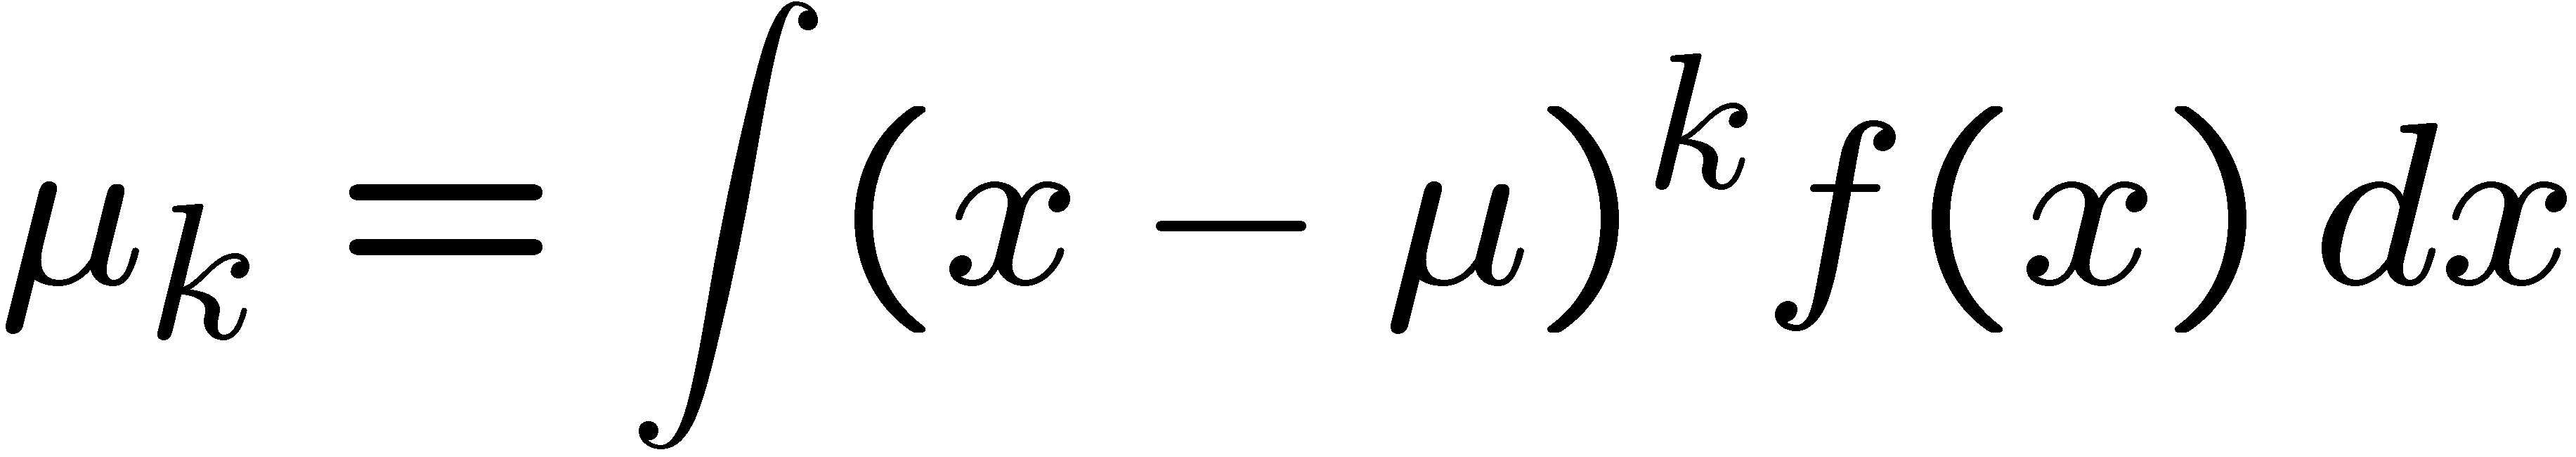 μ_k = ∫(x − μ)^k f(x) dx